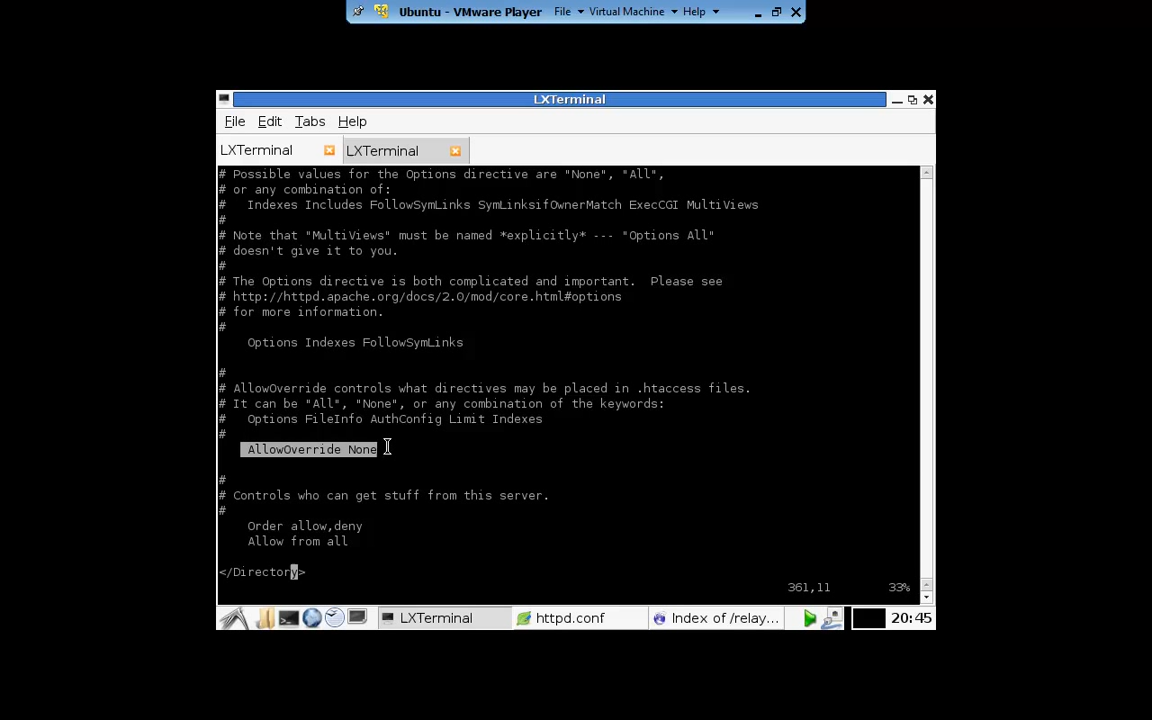 Ubuntu - VMware Player File Virtual Machine Help
LXTerminal
File Edit Tabs Help
LXTerminal LXTerminal
# Possible values for the Options directive are "None", "All",
# or any combination of:
#   Indexes Includes FollowSymLinks SymLinksifOwnerMatch ExecCGI MultiViews
#
# Note that "MultiViews" must be named *explicitly* --- "Options All"
# doesn't give it to you.
#
# The Options directive is both complicated and important.  Please see
# http://httpd.apache.org/docs/2.0/mod/core.html#options
# for more information.
#
    Options Indexes FollowSymLinks
#
# AllowOverride controls what directives may be placed in .htaccess files.
# It can be "All", "None", or any combination of the keywords:
#   Options FileInfo AuthConfig Limit Indexes
#
    AllowOverride None
#
# Controls who can get stuff from this server.
#
    Order allow,deny
    Allow from all
</Directory>
361,11 33%
LXTerminal httpd.conf Index of /relay... 20:45